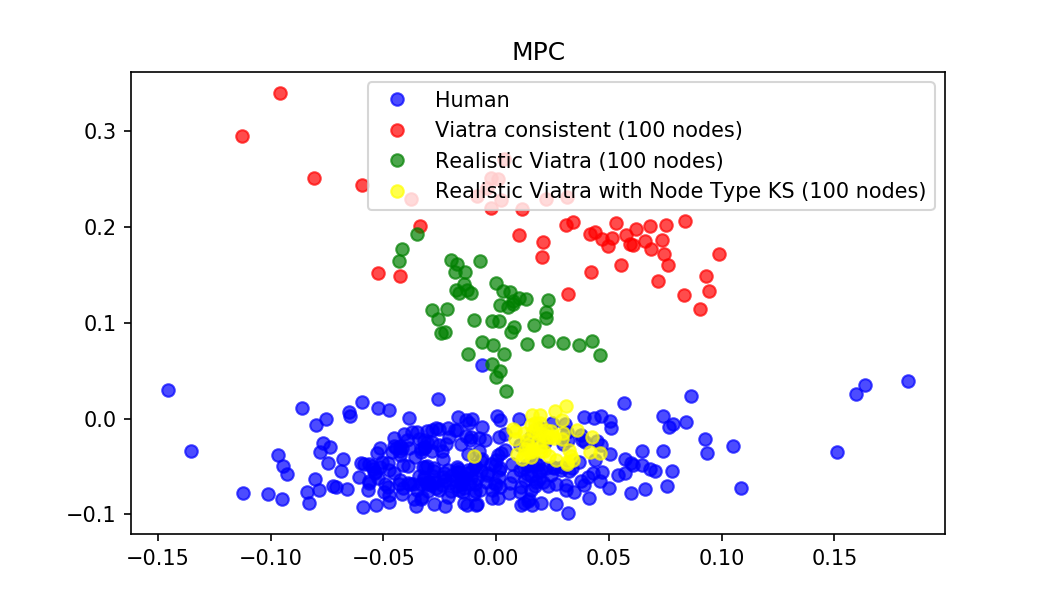 MPC
Human
Viatra consistent (100 nodes)
Realistic Viatra (100 nodes)
Realistic Viatra with Node Type KS (100 nodes)
0.3
0.2
0.1
0.0
−0.1
−0.15 −0.10 −0.05 0.00 0.05 0.10 0.15